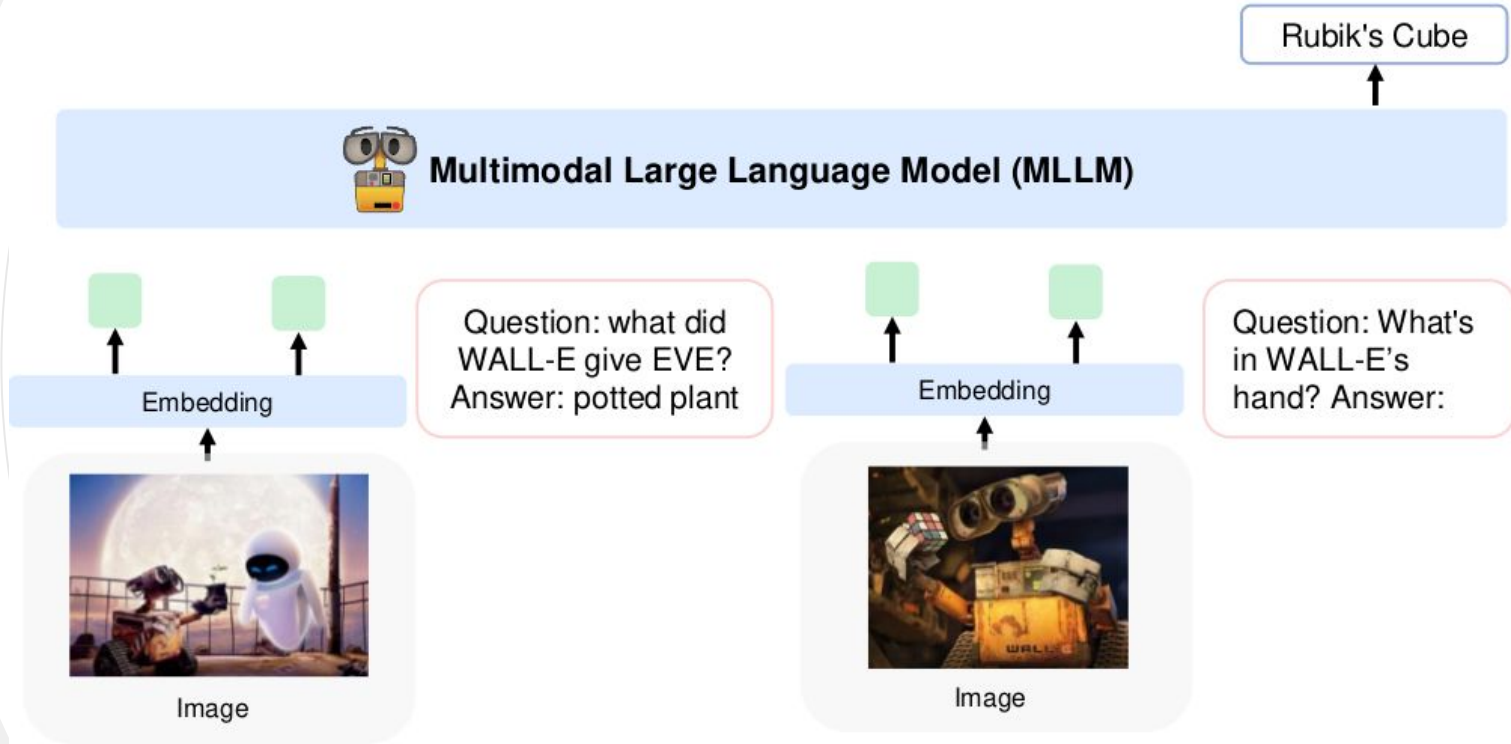 Rubik's Cube
Multimodal Large Language Model (MLLM)
Question: what did
WALL-E give EVE?
Answer: potted plant
Question: What's
in WALL-E’s
hand? Answer:
Embedding
Embedding
WALL-E
Image
Image